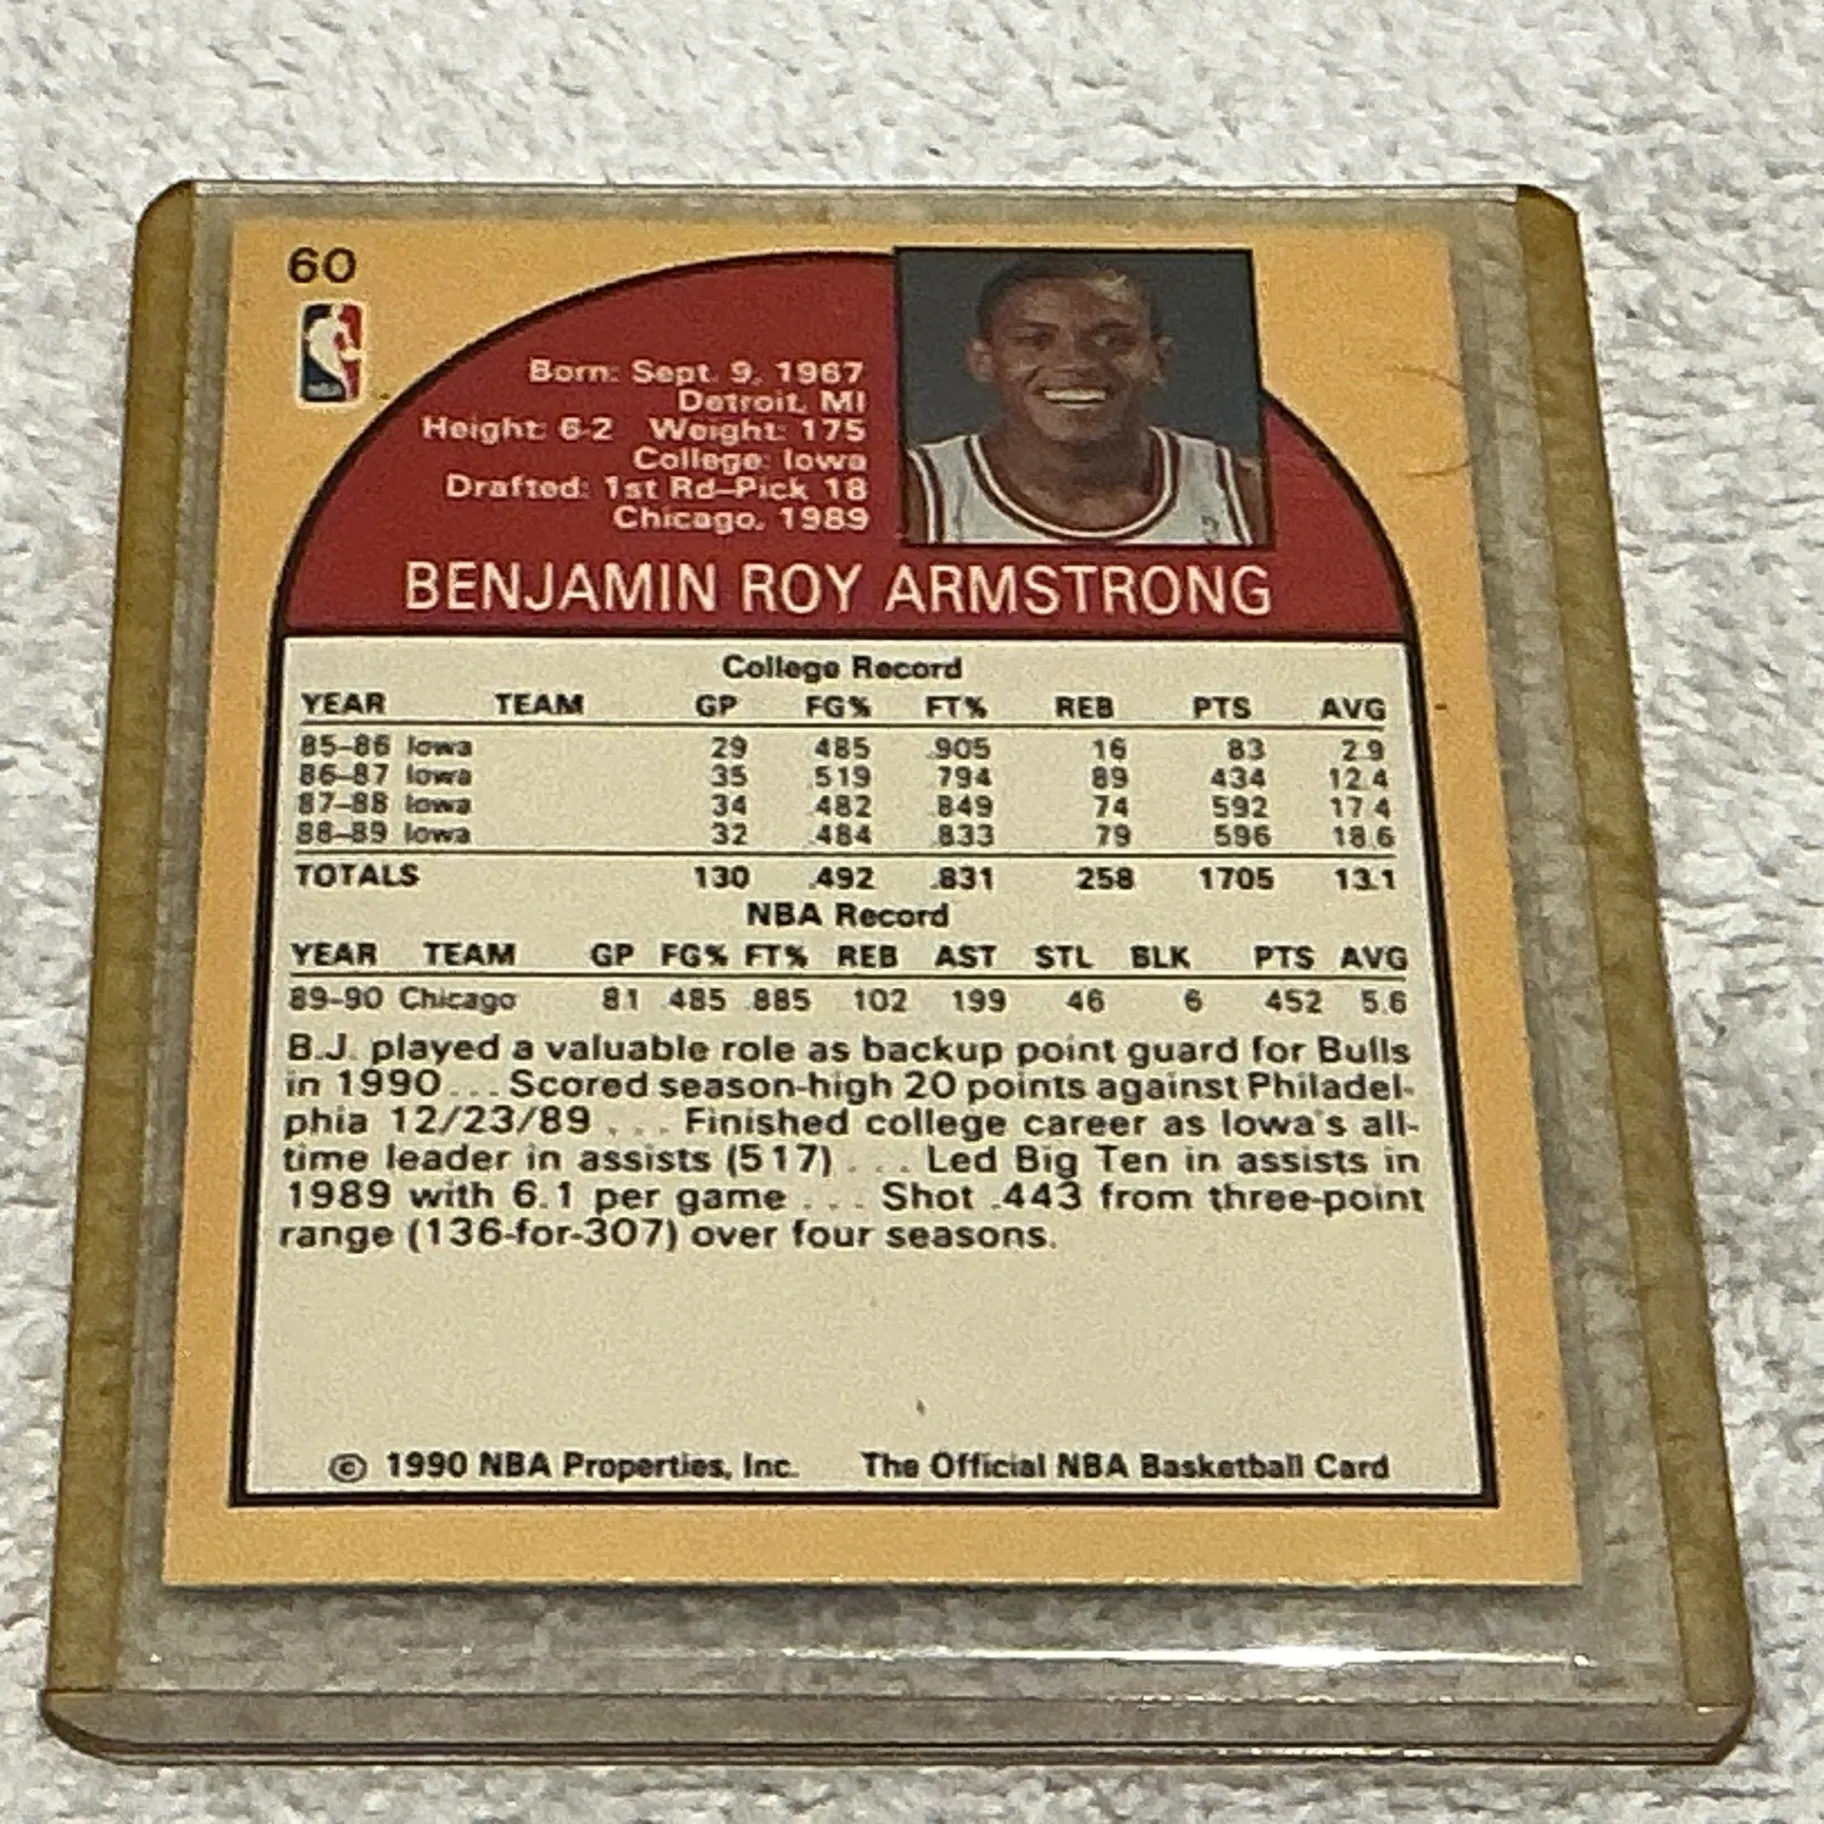 60
Born: Sept. 9, 1967
Detroit, MI
Height: 6-2 Weight: 175
College: Iowa
Drafted: 1st Rd–Pick 18
Chicago, 1989
BENJAMIN ROY ARMSTRONG
College Record
YEAR TEAM GP FG% FT% REB PTS AVG
85–86 Iowa 29 .485 .905 16 83 2.9
86–87 Iowa 35 .519 .794 89 434 12.4
87–88 Iowa 34 .482 .849 74 592 17.4
88–89 Iowa 32 .484 .833 79 596 18.6
TOTALS 130 .492 .831 258 1705 13.1
NBA Record
YEAR TEAM GP FG% FT% REB AST STL BLK PTS AVG
89-90 Chicago 81 .485 .885 102 199 46 6 452 5.6
B.J. played a valuable role as backup point guard for Bulls
in 1990 . . . Scored season-high 20 points against Philadel-
phia 12/23/89 . . . Finished college career as Iowa's all-
time leader in assists (517) . . . Led Big Ten in assists in
1989 with 6.1 per game . . . Shot .443 from three-point
range (136-for-307) over four seasons.
© 1990 NBA Properties, Inc. The Official NBA Basketball Card